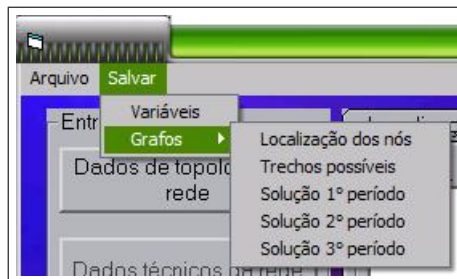 Arquivo Salvar
Variáveis
Grafos
Localização dos nós
Trechos possíveis
Solução 1º período
Solução 2º período
Solução 3º período
Entr
Dados de topolo
rede
Dados técnicos da rede